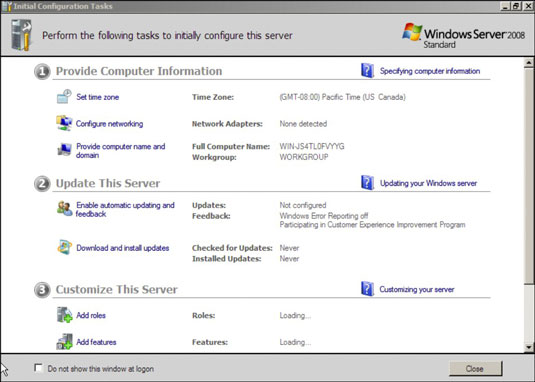 Initial Configuration Tasks
Perform the following tasks to initially configure this server
Windows Server 2008
Standard
1 Provide Computer Information
Specifying computer information
Set time zone
Time Zone: (GMT-08:00) Pacific Time (US Canada)
Configure networking
Network Adapters: None detected
Provide computer name and domain
Full Computer Name: WIN-JS4TL0FVYYG
Workgroup: WORKGROUP
2 Update This Server
Updating your Windows server
Enable automatic updating and feedback
Updates: Not configured
Feedback: Windows Error Reporting off
Participating in Customer Experience Improvement Program
Download and install updates
Checked for Updates: Never
Installed Updates: Never
3 Customize This Server
Customizing your server
Add roles
Roles: Loading...
Add features
Features: Loading...
Do not show this window at logon
Close